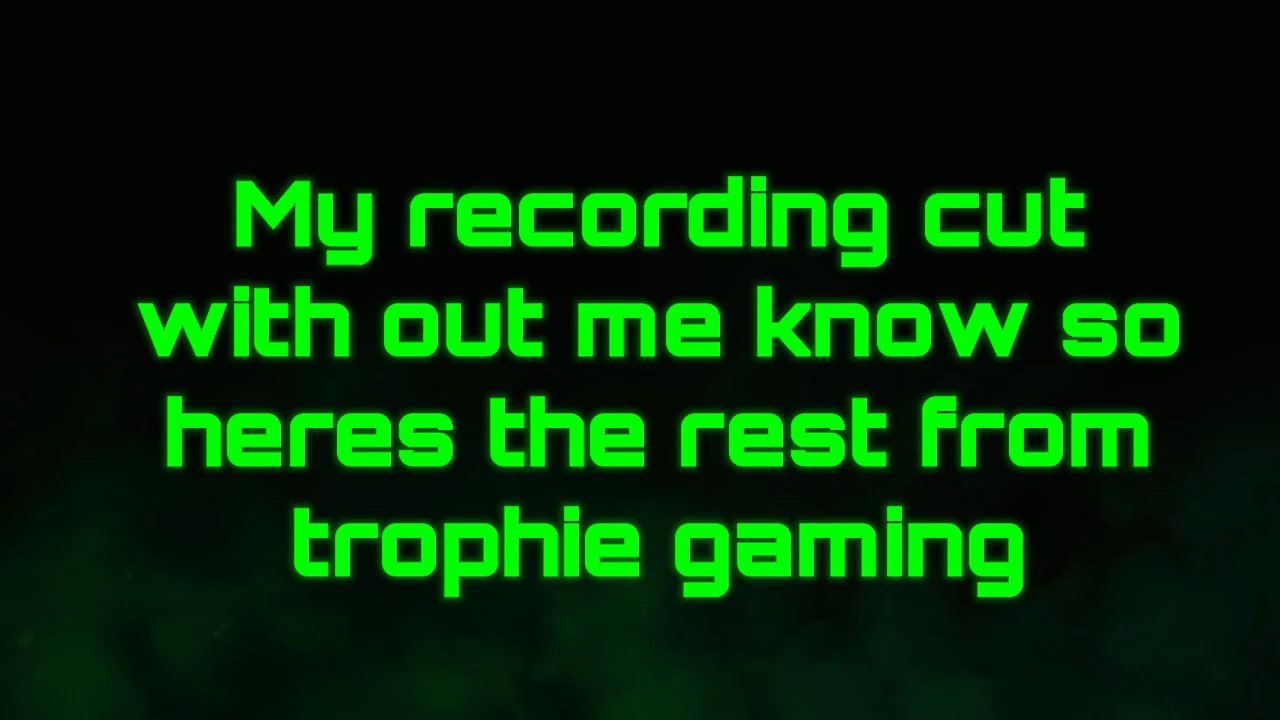 My recording cut
with out me know so
heres the rest from
trophie gaming